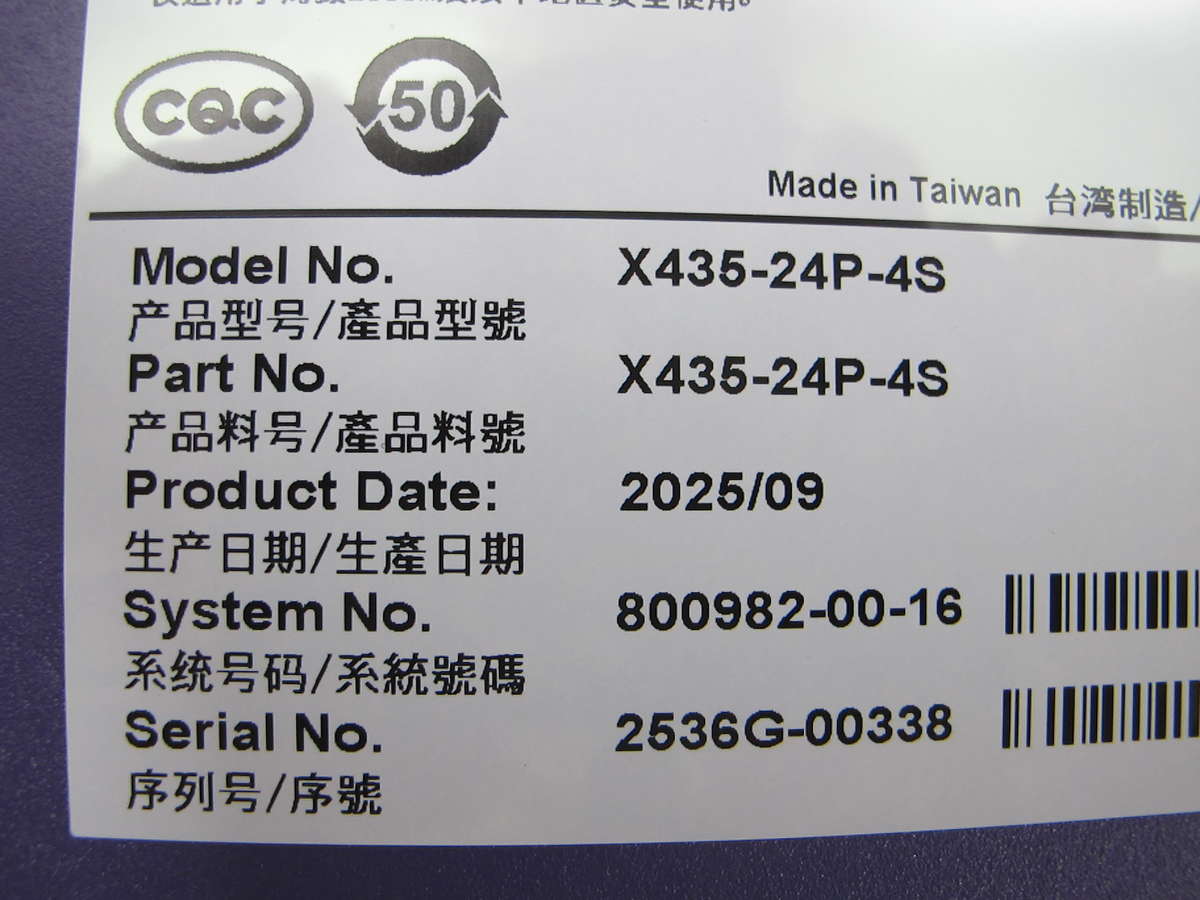 CQC
50
Made in Taiwan 台湾制造/
Model No. X435-24P-4S
产品型号/產品型號
Part No. X435-24P-4S
产品料号/產品料號
Product Date: 2025/09
生产日期/生產日期
System No. 800982-00-16
系统号码/系統號碼
Serial No. 2536G-00338
序列号/序號